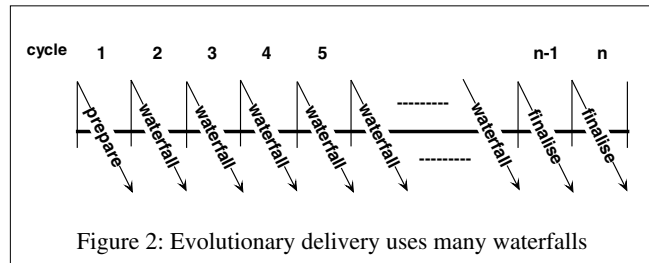 cycle 1 2 3 4 5 n-1 n
prepare
waterfall
waterfall
waterfall
waterfall
waterfall
waterfall
finalise
finalise
Figure 2: Evolutionary delivery uses many waterfalls